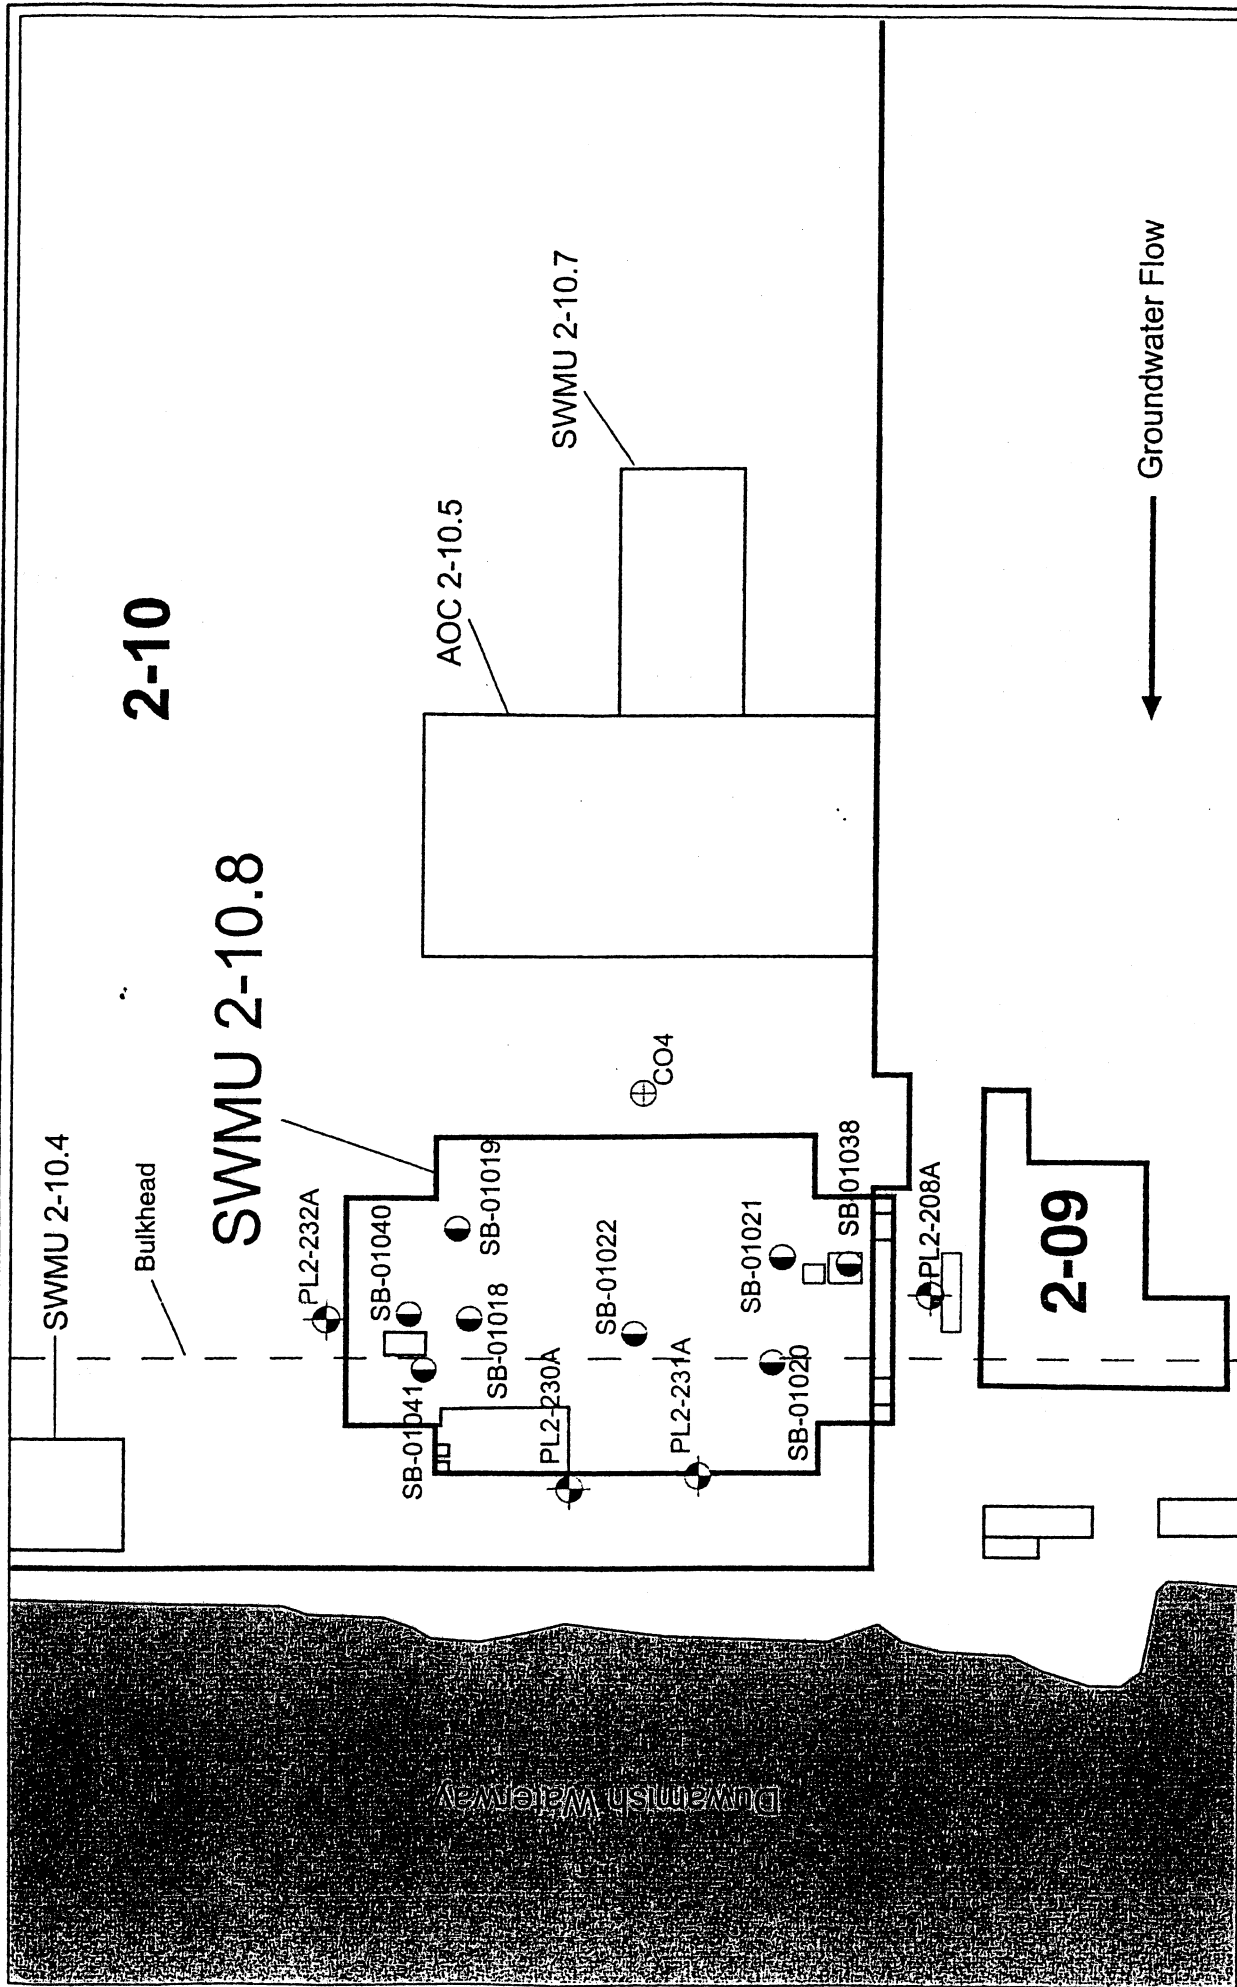 SWMU 2-10.4
Bulkhead
2-10
SWMU 2-10.8
PL2-232A
SB-01040
SB-01019
SB-01041
SB-01018
AOC 2-10.5
SWMU 2-10.7
PL2-230A
SB-01022
CO4
PL2-231A
SB-01021
SB-01020
SB-01038
PL2-208A
2-09
Groundwater Flow
Duwamish Waterway